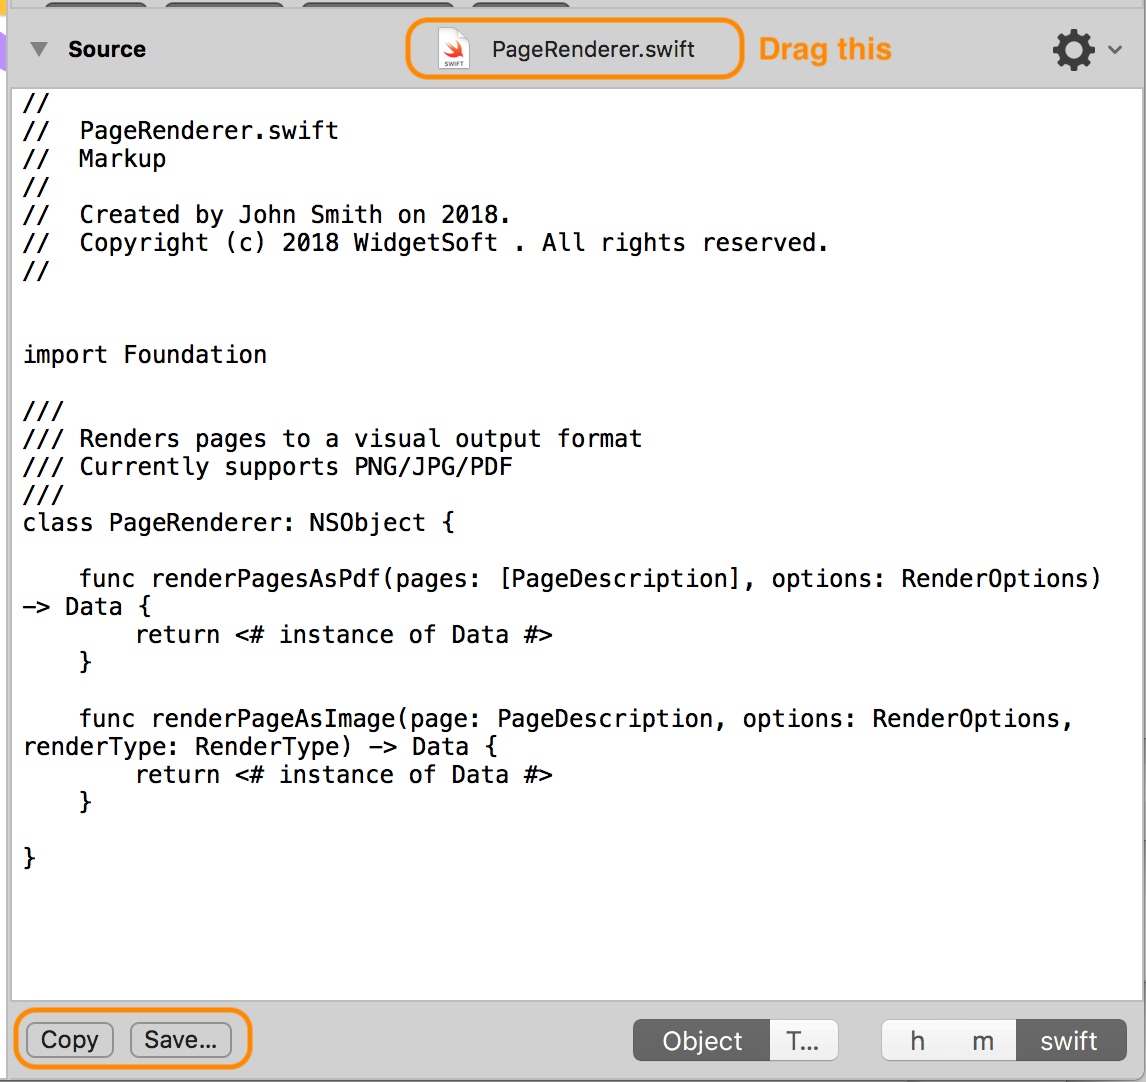 Source
SWIFT
PageRenderer.swift
Drag this
//
//  PageRenderer.swift
//  Markup
//
//  Created by John Smith on 2018.
//  Copyright (c) 2018 WidgetSoft . All rights reserved.
//
import Foundation
///
/// Renders pages to a visual output format
/// Currently supports PNG/JPG/PDF
///
class PageRenderer: NSObject {
    func renderPagesAsPdf(pages: [PageDescription], options: RenderOptions)
-> Data {
        return <# instance of Data #>
    }
    func renderPageAsImage(page: PageDescription, options: RenderOptions,
renderType: RenderType) -> Data {
        return <# instance of Data #>
    }
}
Copy
Save...
Object
T...
h
m
swift